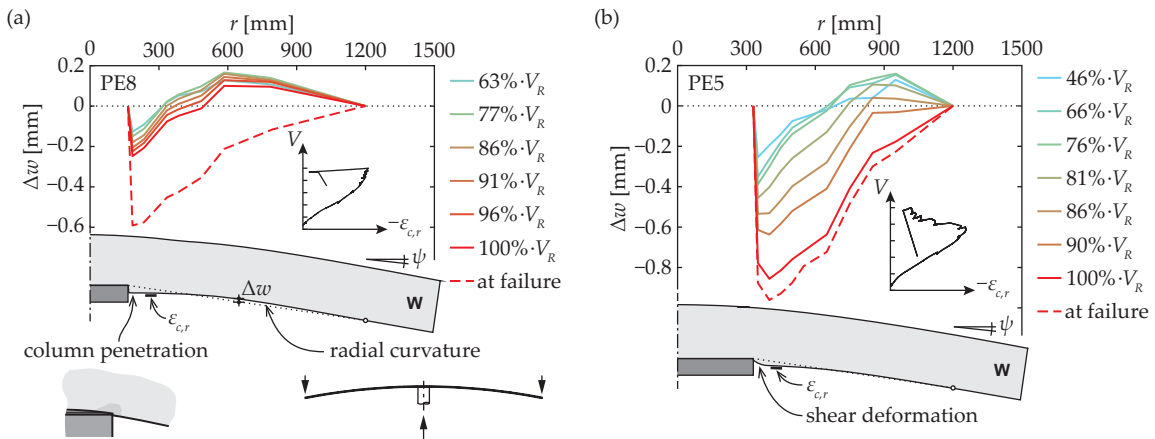 (a)
r [mm]
0 300 600 900 1200 1500
PE8
0.2
0
−0.2
−0.4
−0.6
Δw [mm]
63%·V_R
77%·V_R
86%·V_R
91%·V_R
96%·V_R
100%·V_R
at failure
V
−ε_{c,r}
ψ
Δw
W
ε_{c,r}
column penetration
radial curvature
(b)
r [mm]
0 300 600 900 1200 1500
PE5
0.2
0
−0.2
−0.4
−0.6
−0.8
Δw [mm]
46%·V_R
66%·V_R
76%·V_R
81%·V_R
86%·V_R
90%·V_R
100%·V_R
at failure
V
−ε_{c,r}
ψ
W
ε_{c,r}
shear deformation